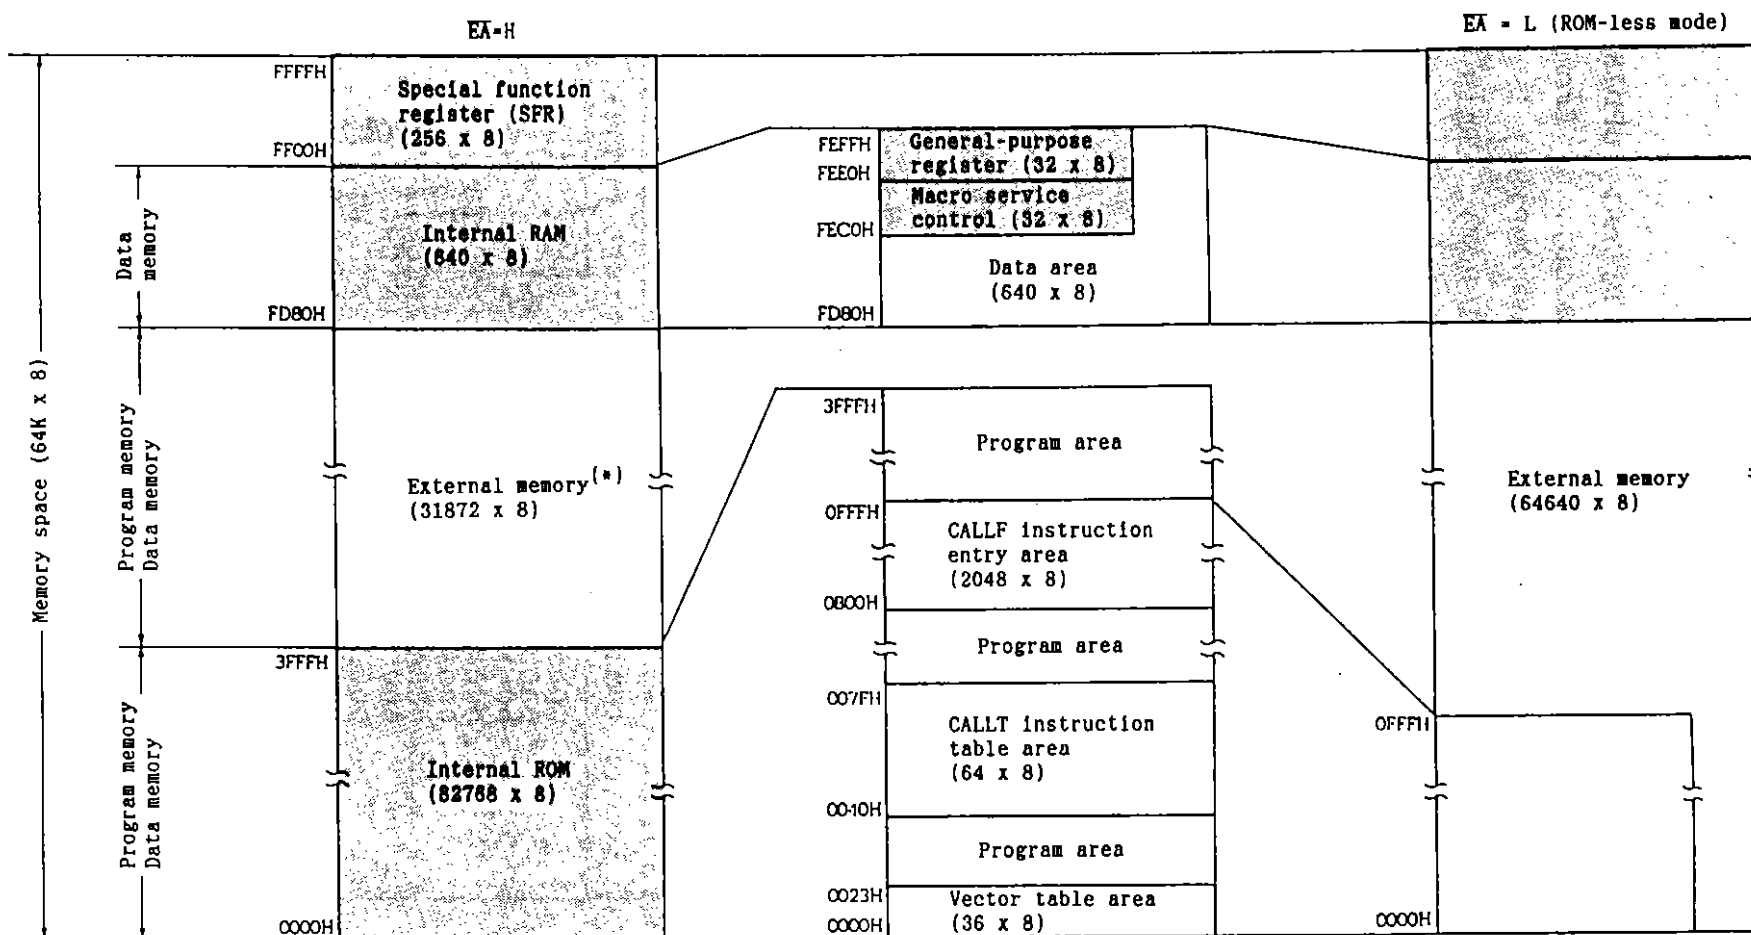 EA=H
EA = L (ROM-less mode)
FFFFH
Special function
register (SFR)
(256 x 8)
FF00H
Internal RAM
(640 x 8)
FD80H
External memory(*)
(31872 x 8)
3FFFH
Internal ROM
(32768 x 8)
0000H
Memory space (64K x 8)
Data
memory
Program memory
Data memory
Program memory
Data memory
FEFFH
General-purpose
register (32 x 8)
FEE0H
Macro service
control (32 x 8)
FEC0H
Data area
(640 x 8)
FD80H
3FFFH
Program area
0FFFH
CALLF instruction
entry area
(2048 x 8)
0800H
Program area
007FH
CALLT instruction
table area
(64 x 8)
0040H
Program area
0023H
Vector table area
(36 x 8)
0000H
External memory
(64640 x 8)
0FFFH
0000H